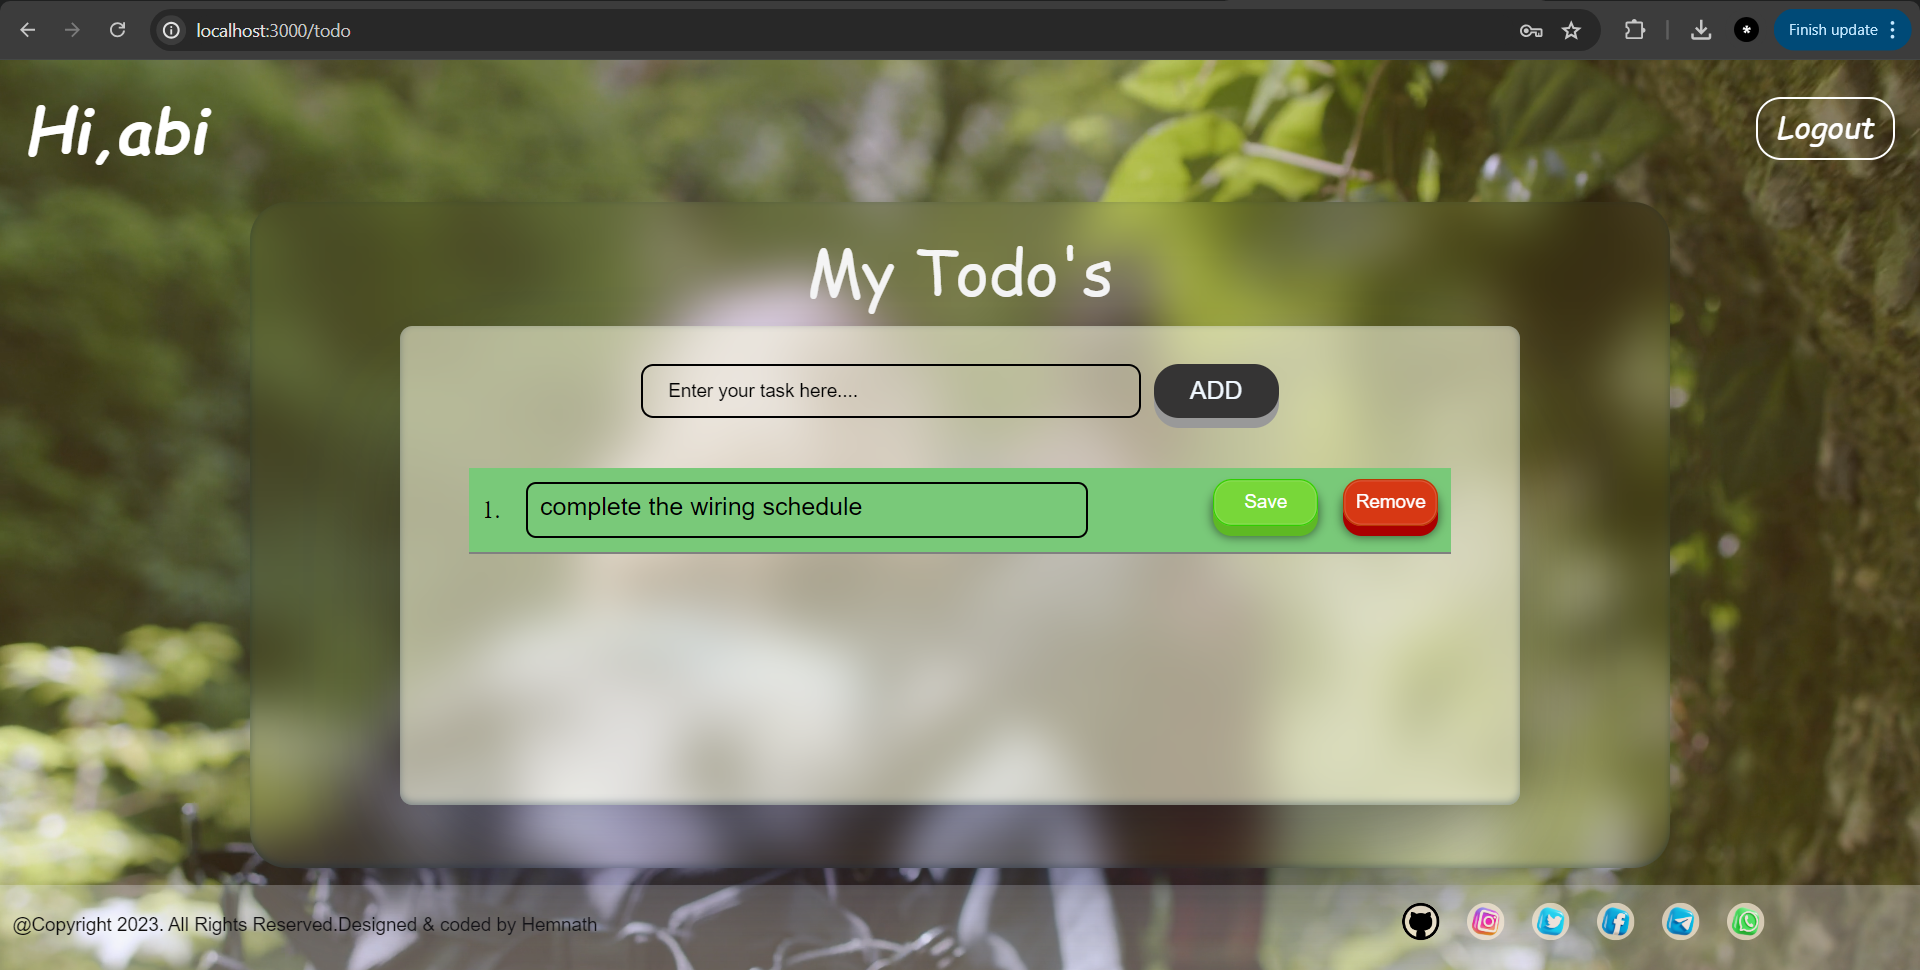 localhost:3000/todo
Finish update
Hi,abi
Logout
My Todo's
Enter your task here....
ADD
1.
complete the wiring schedule
Save
Remove
@Copyright 2023. All Rights Reserved.Designed & coded by Hemnath